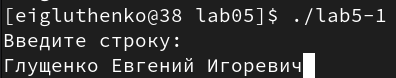 [eigluthenko@38 lab05]$ ./lab5-1
Введите строку:
Глущенко Евгений Игоревич